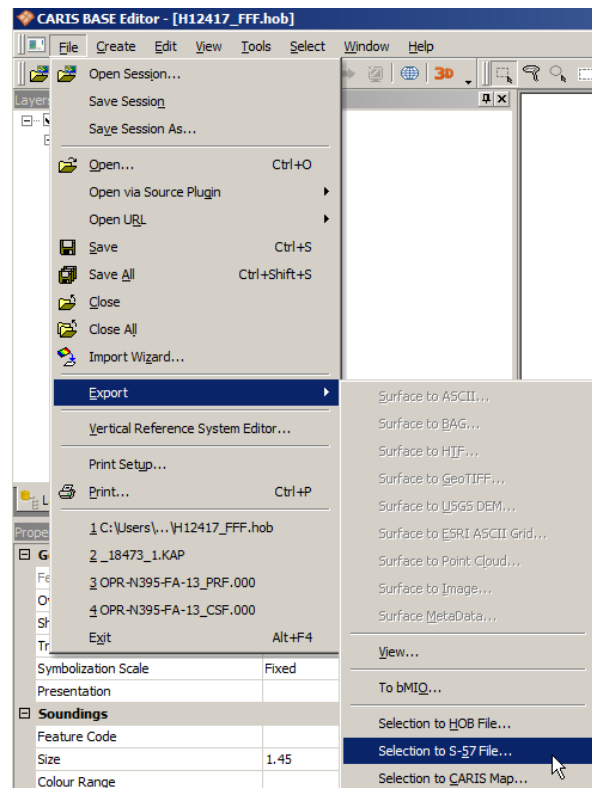 CARIS BASE Editor - [H12417_FFF.hob]
File Create Edit View Tools Select Window Help
3D
Layers
Open Session...
Save Session
Save Session As...
Open... Ctrl+O
Open via Source Plugin
Open URL
Save Ctrl+S
Save All Ctrl+Shift+S
Close
Close All
Import Wizard...
Export
Vertical Reference System Editor...
Print Setup...
Print... Ctrl+P
1 C:\Users\...\H12417_FFF.hob
2 _18473_1.KAP
3 OPR-N395-FA-13_PRF.000
4 OPR-N395-FA-13_CSF.000
Exit Alt+F4
Surface to ASCII...
Surface to BAG...
Surface to HTF...
Surface to GeoTIFF...
Surface to USGS DEM...
Surface to ESRI ASCII Grid...
Surface to Point Cloud...
Surface to Image...
Surface MetaData...
View...
To bMIO...
Selection to HOB File...
Selection to S-57 File...
Selection to CARIS Map...
Symbolization Scale Fixed
Presentation
Soundings
Feature Code
Size 1.45
Colour Range